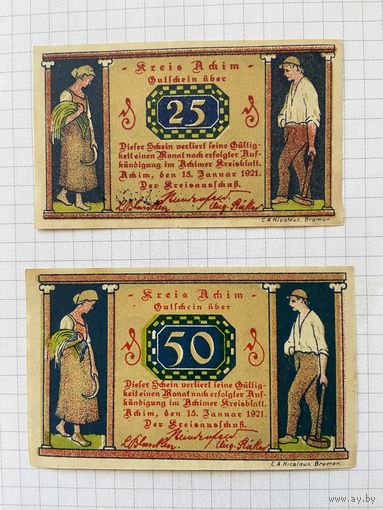 Kreis Achim
Gutschein über
25
Dieser Schein verliert seine Gültig-
keit einen Monat nach erfolgter Auf-
kündigung im Achimer Kreisblatt.
Achim, den 15. Januar 1921.
Der Kreisausschuß.
C.A. Nicolaus, Bremen.
Kreis Achim
Gutschein über
50
Dieser Schein verliert seine Gültig-
keit einen Monat nach erfolgter Auf-
kündigung im Achimer Kreisblatt.
Achim, den 15. Januar 1921.
Der Kreisausschuß.
C.A. Nicolaus, Bremen.
www.ay.by